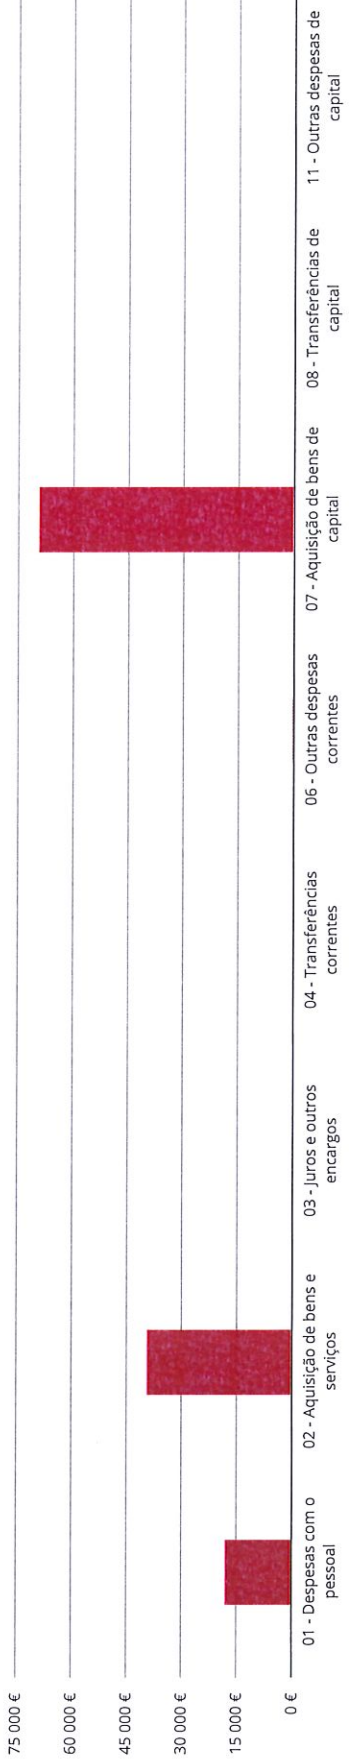 75 000 €
60 000 €
45 000 €
30 000 €
15 000 €
0 €
01 - Despesas com o
pessoal
02 - Aquisição de bens e
serviços
03 - Juros e outros
encargos
04 - Transferências
correntes
06 - Outras despesas
correntes
07 - Aquisição de bens de
capital
08 - Transferências de
capital
11 - Outras despesas de
capital